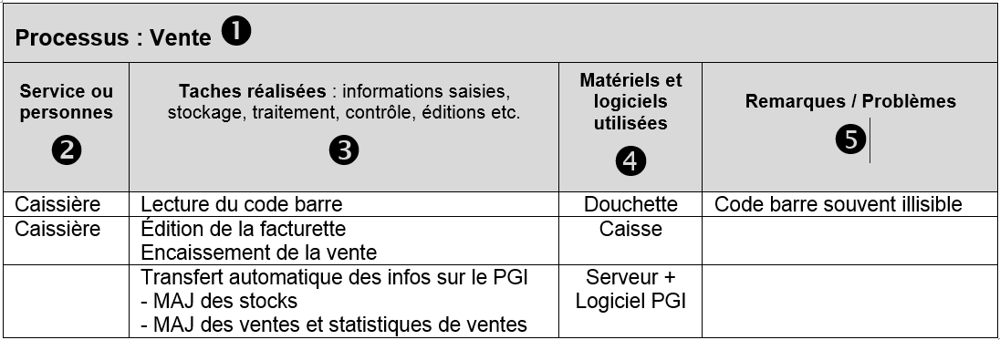 Processus : Vente ❶
Service ou
personnes
❷
Taches réalisées : informations saisies,
stockage, traitement, contrôle, éditions etc.
❸
Matériels et
logiciels
utilisées
❹
Remarques / Problèmes
❺
Caissière
Lecture du code barre
Douchette
Code barre souvent illisible
Caissière
Édition de la facturette
Encaissement de la vente
Caisse
Transfert automatique des infos sur le PGI
- MAJ des stocks
- MAJ des ventes et statistiques de ventes
Serveur +
Logiciel PGI